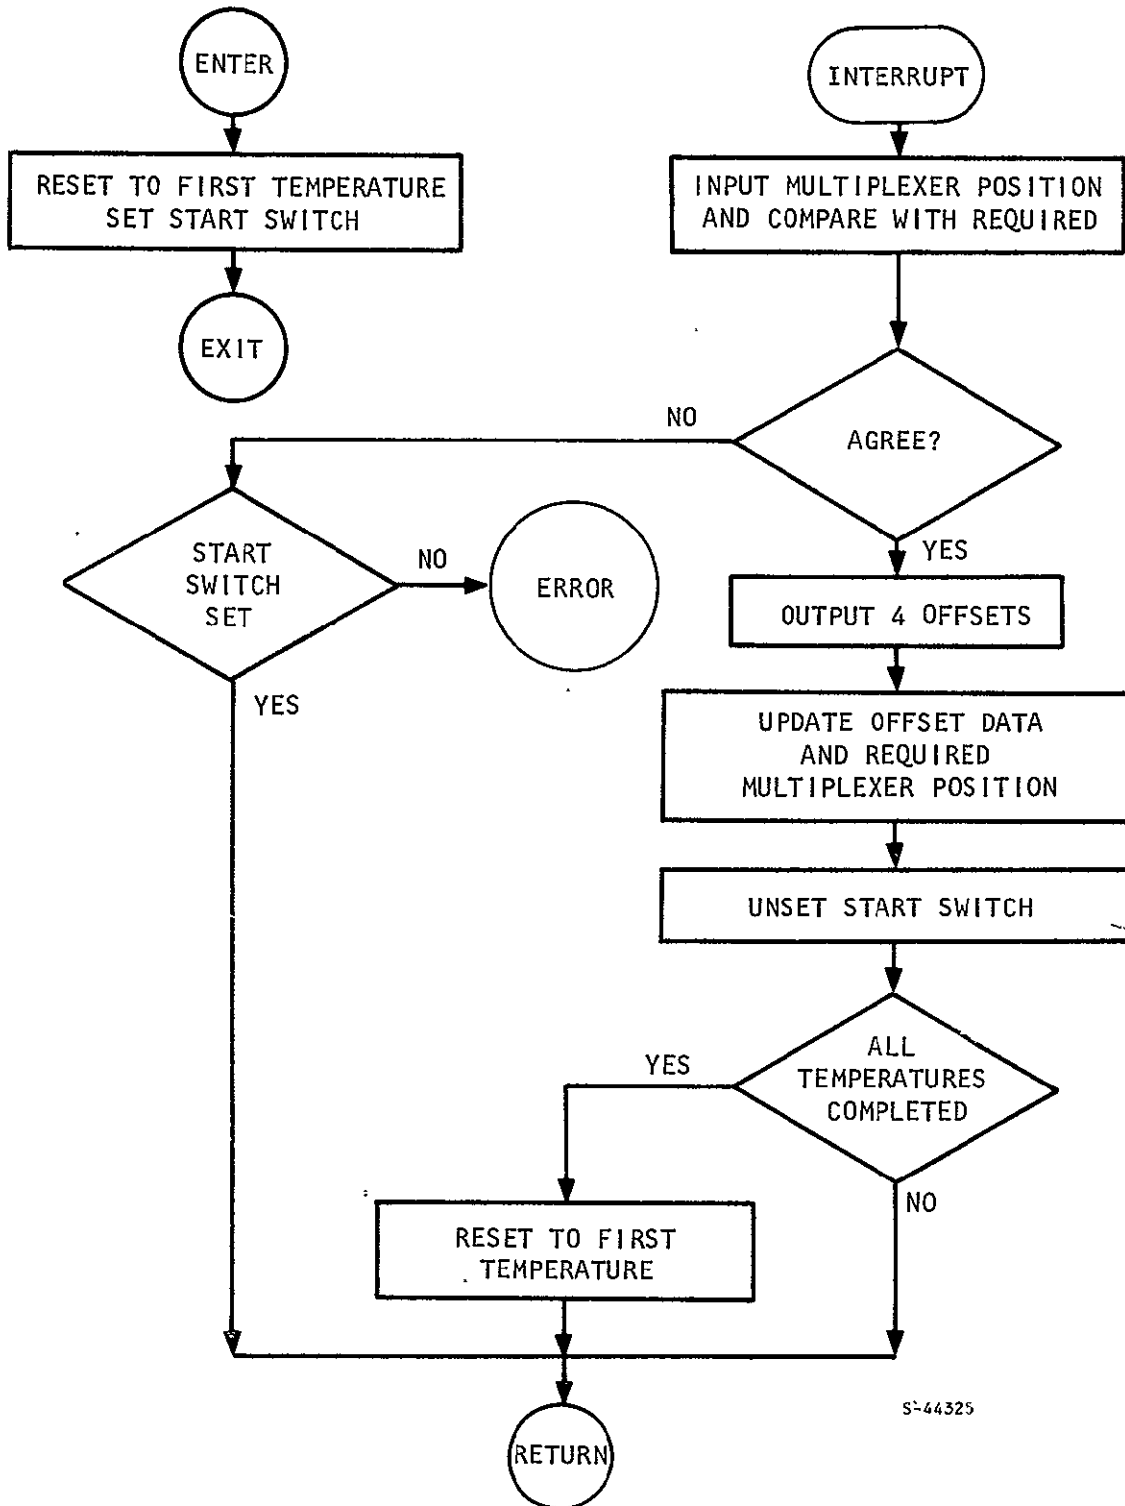 ENTER
RESET TO FIRST TEMPERATURE
SET START SWITCH
EXIT
INTERRUPT
INPUT MULTIPLEXER POSITION
AND COMPARE WITH REQUIRED
AGREE?
NO
YES
START
SWITCH
SET
NO
ERROR
YES
OUTPUT 4 OFFSETS
UPDATE OFFSET DATA
AND REQUIRED
MULTIPLEXER POSITION
UNSET START SWITCH
ALL
TEMPERATURES
COMPLETED
YES
NO
RESET TO FIRST
TEMPERATURE
RETURN
S-44325